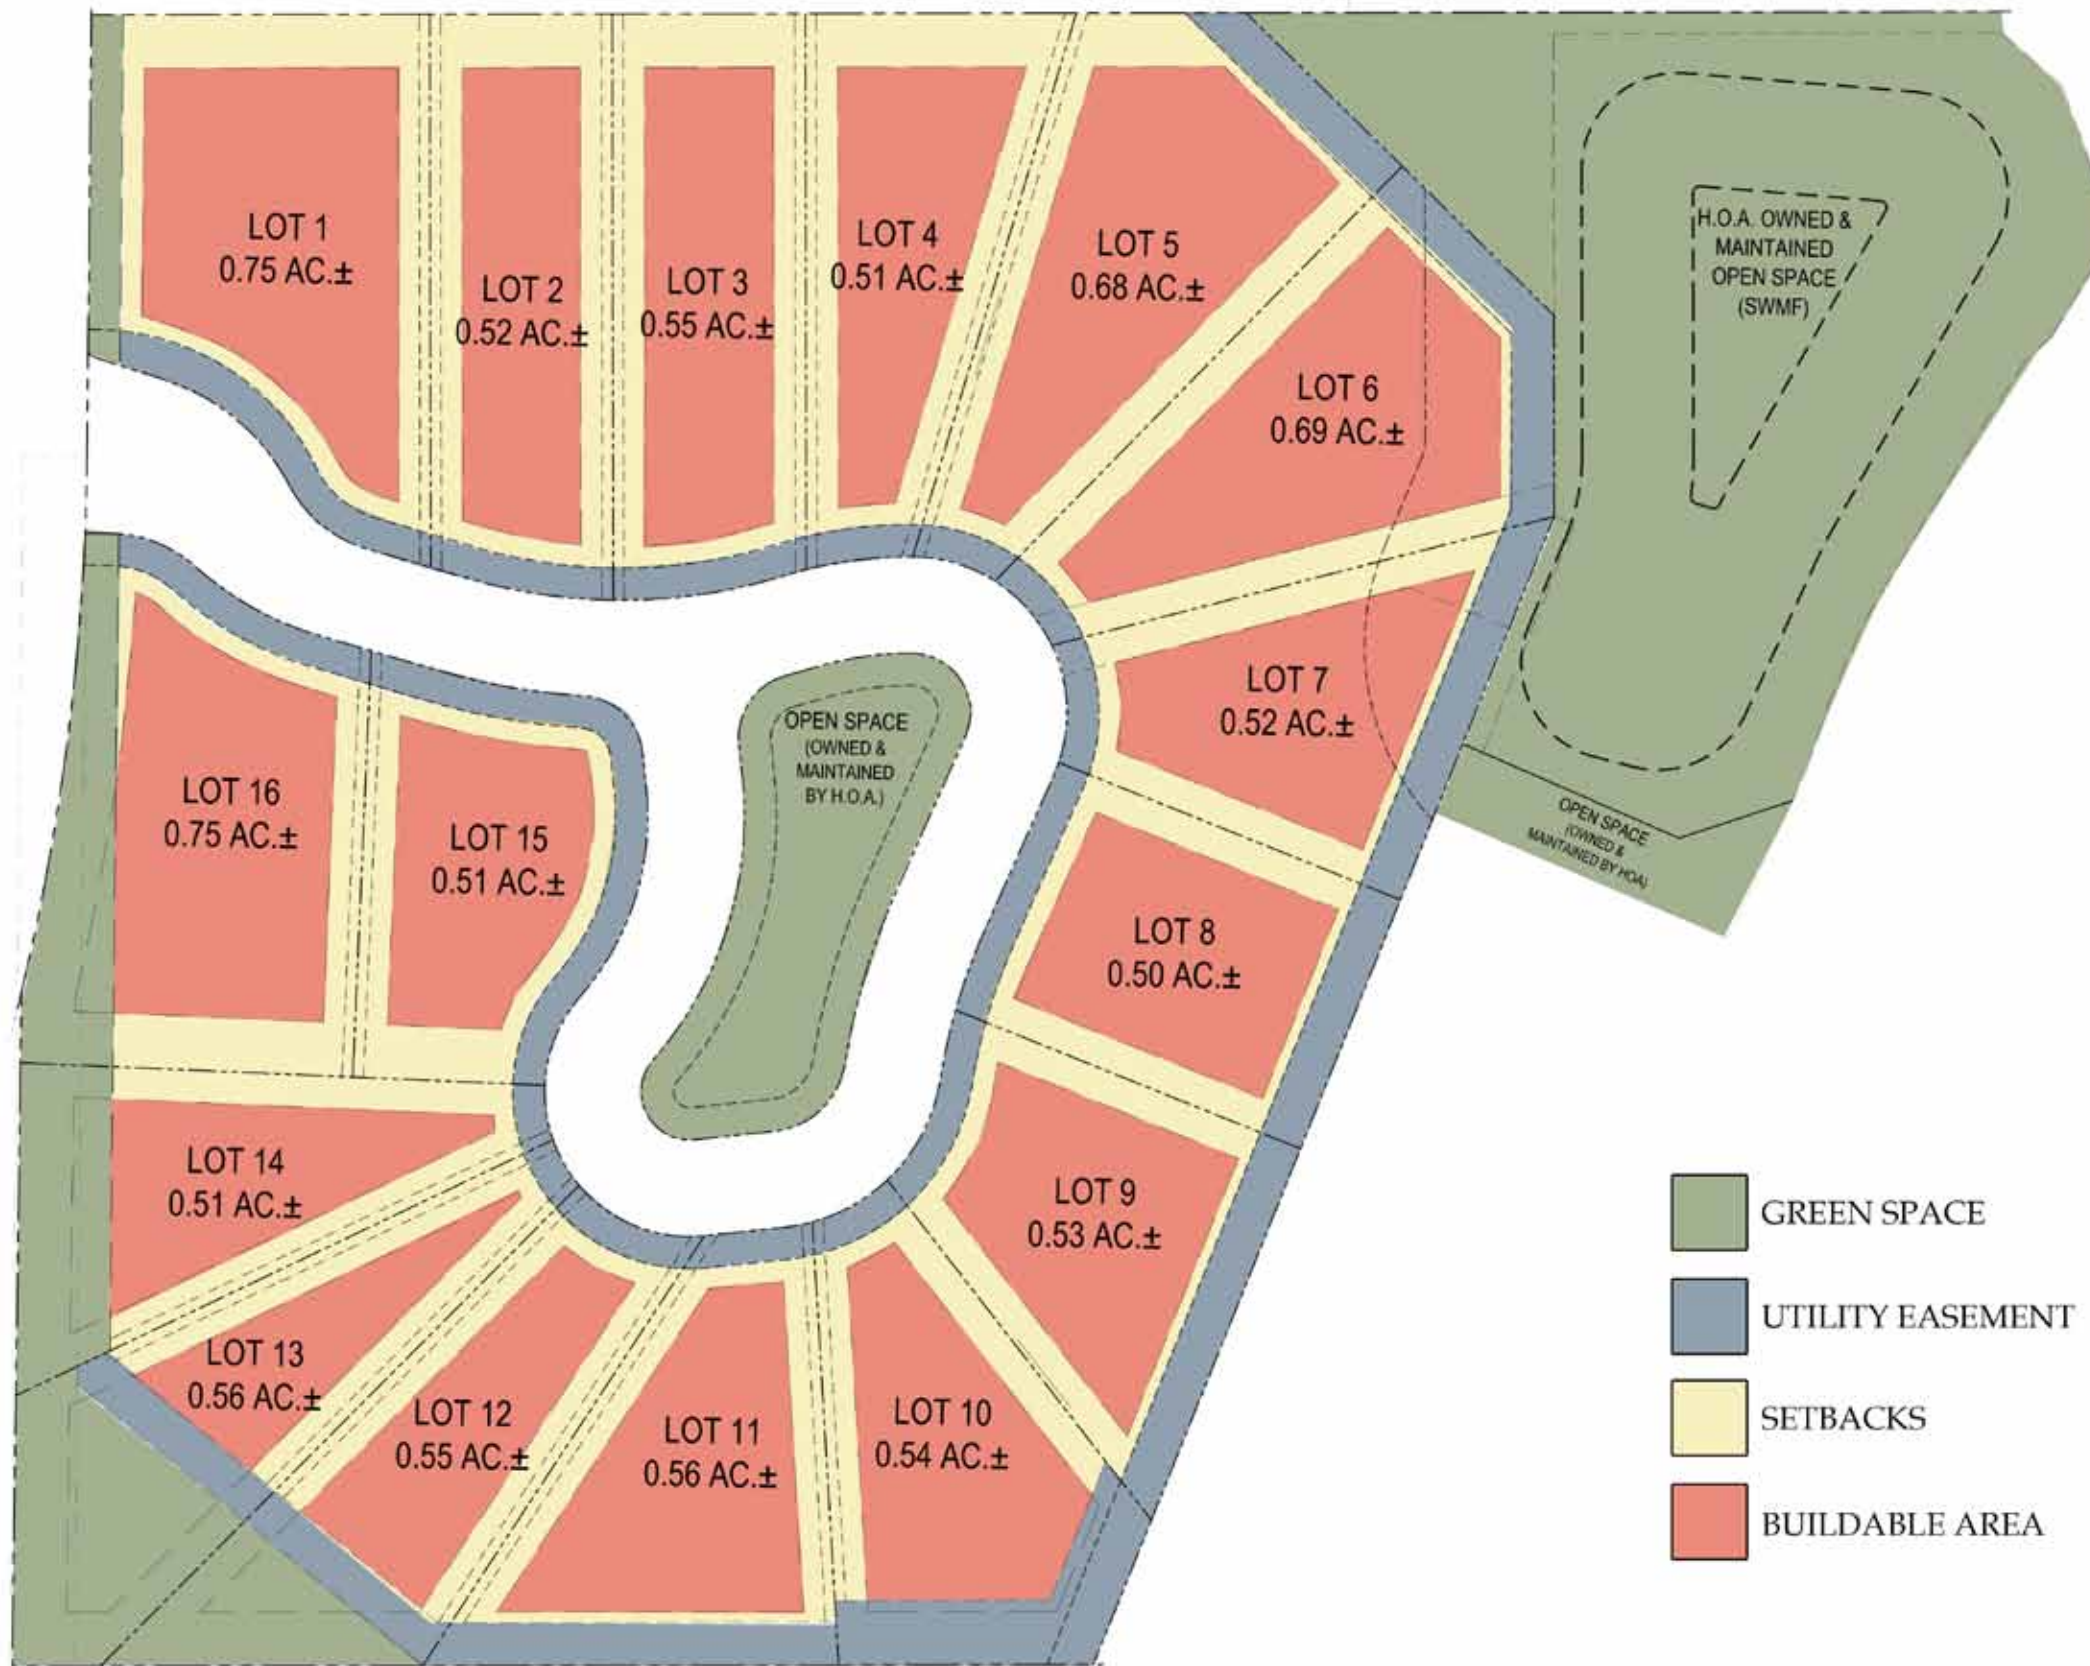 LOT 1
0.75 AC.±
LOT 2
0.52 AC.±
LOT 3
0.55 AC.±
LOT 4
0.51 AC.±
LOT 5
0.68 AC.±
LOT 6
0.69 AC.±
H.O.A. OWNED &
MAINTAINED
OPEN SPACE
(SWMF)
LOT 7
0.52 AC.±
OPEN SPACE
(OWNED &
MAINTAINED
BY H.O.A.)
OPEN SPACE
(OWNED &
MAINTAINED BY HOA)
LOT 16
0.75 AC.±
LOT 15
0.51 AC.±
LOT 8
0.50 AC.±
LOT 14
0.51 AC.±
LOT 9
0.53 AC.±
LOT 13
0.56 AC.±
LOT 12
0.55 AC.±
LOT 11
0.56 AC.±
LOT 10
0.54 AC.±
GREEN SPACE
UTILITY EASEMENT
SETBACKS
BUILDABLE AREA